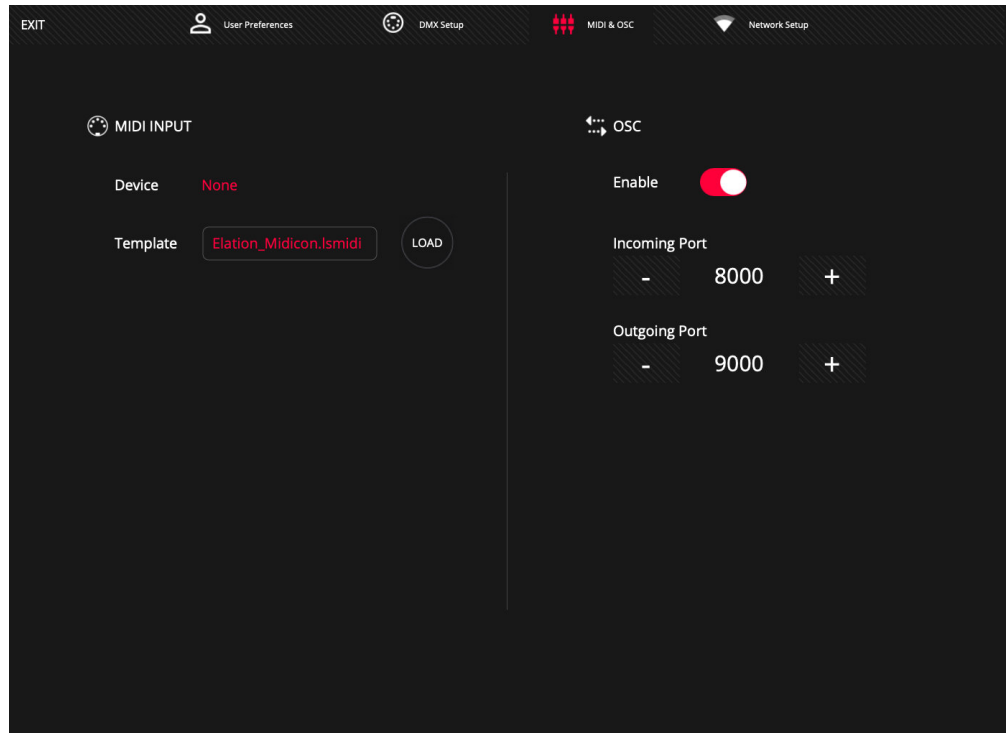 EXIT
User Preferences
DMX Setup
MIDI & OSC
Network Setup
MIDI INPUT
Device None
Template Elation_Midicon.lsmidi LOAD
OSC
Enable
Incoming Port
- 8000 +
Outgoing Port
- 9000 +